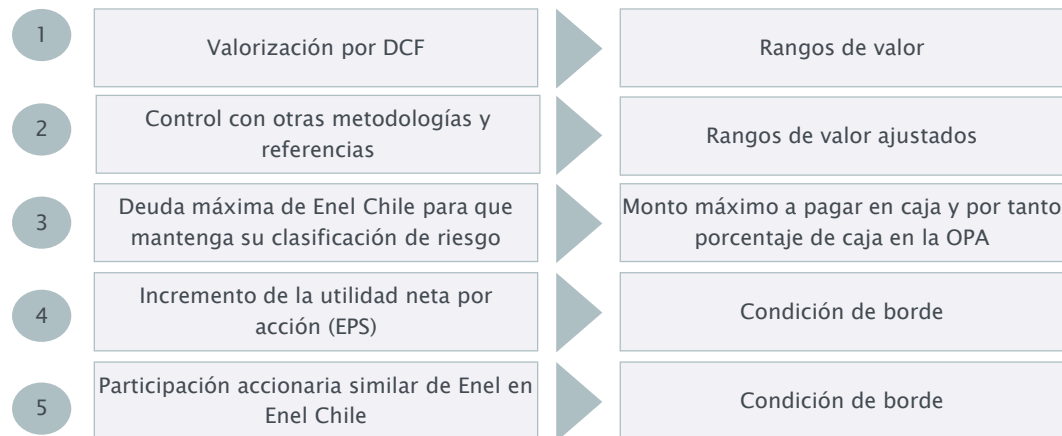 1
Valorización por DCF
Rangos de valor
2
Control con otras metodologías y
referencias
Rangos de valor ajustados
3
Deuda máxima de Enel Chile para que
mantenga su clasificación de riesgo
Monto máximo a pagar en caja y por tanto
porcentaje de caja en la OPA
4
Incremento de la utilidad neta por
acción (EPS)
Condición de borde
5
Participación accionaria similar de Enel en
Enel Chile
Condición de borde